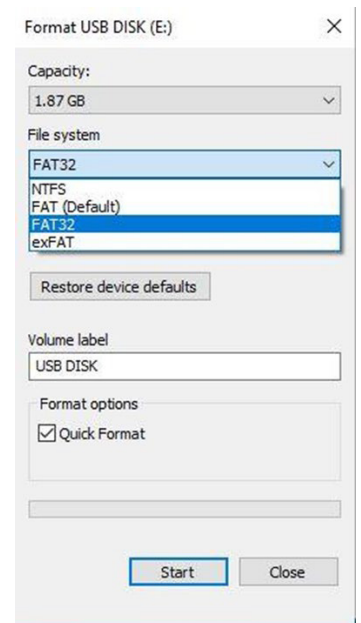 Format USB DISK (E:)
Capacity:
1.87 GB
File system
FAT32
NTFS
FAT (Default)
FAT32
exFAT
Restore device defaults
Volume label
USB DISK
Format options
Quick Format
Start
Close